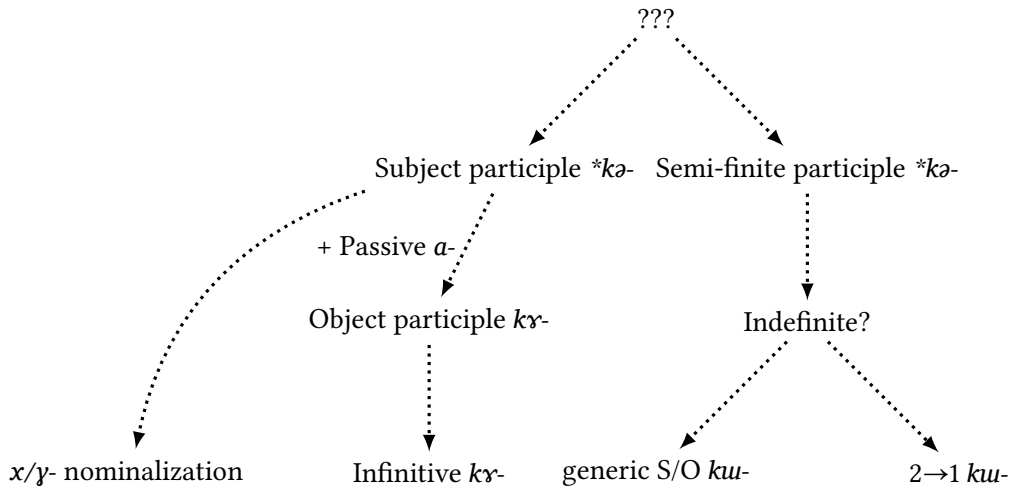 ???
Subject participle *kə- Semi-finite participle *kə-
+ Passive a-
Object participle kɤ- Indefinite?
x/ɣ- nominalization Infinitive kɤ- generic S/O kɯ- 2→1 kɯ-